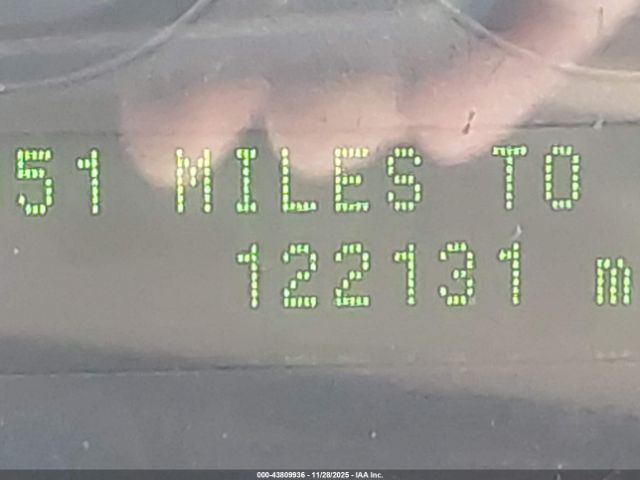 51 MILES TO
122131 m
000-43809936 - 11/28/2025 - IAA Inc.